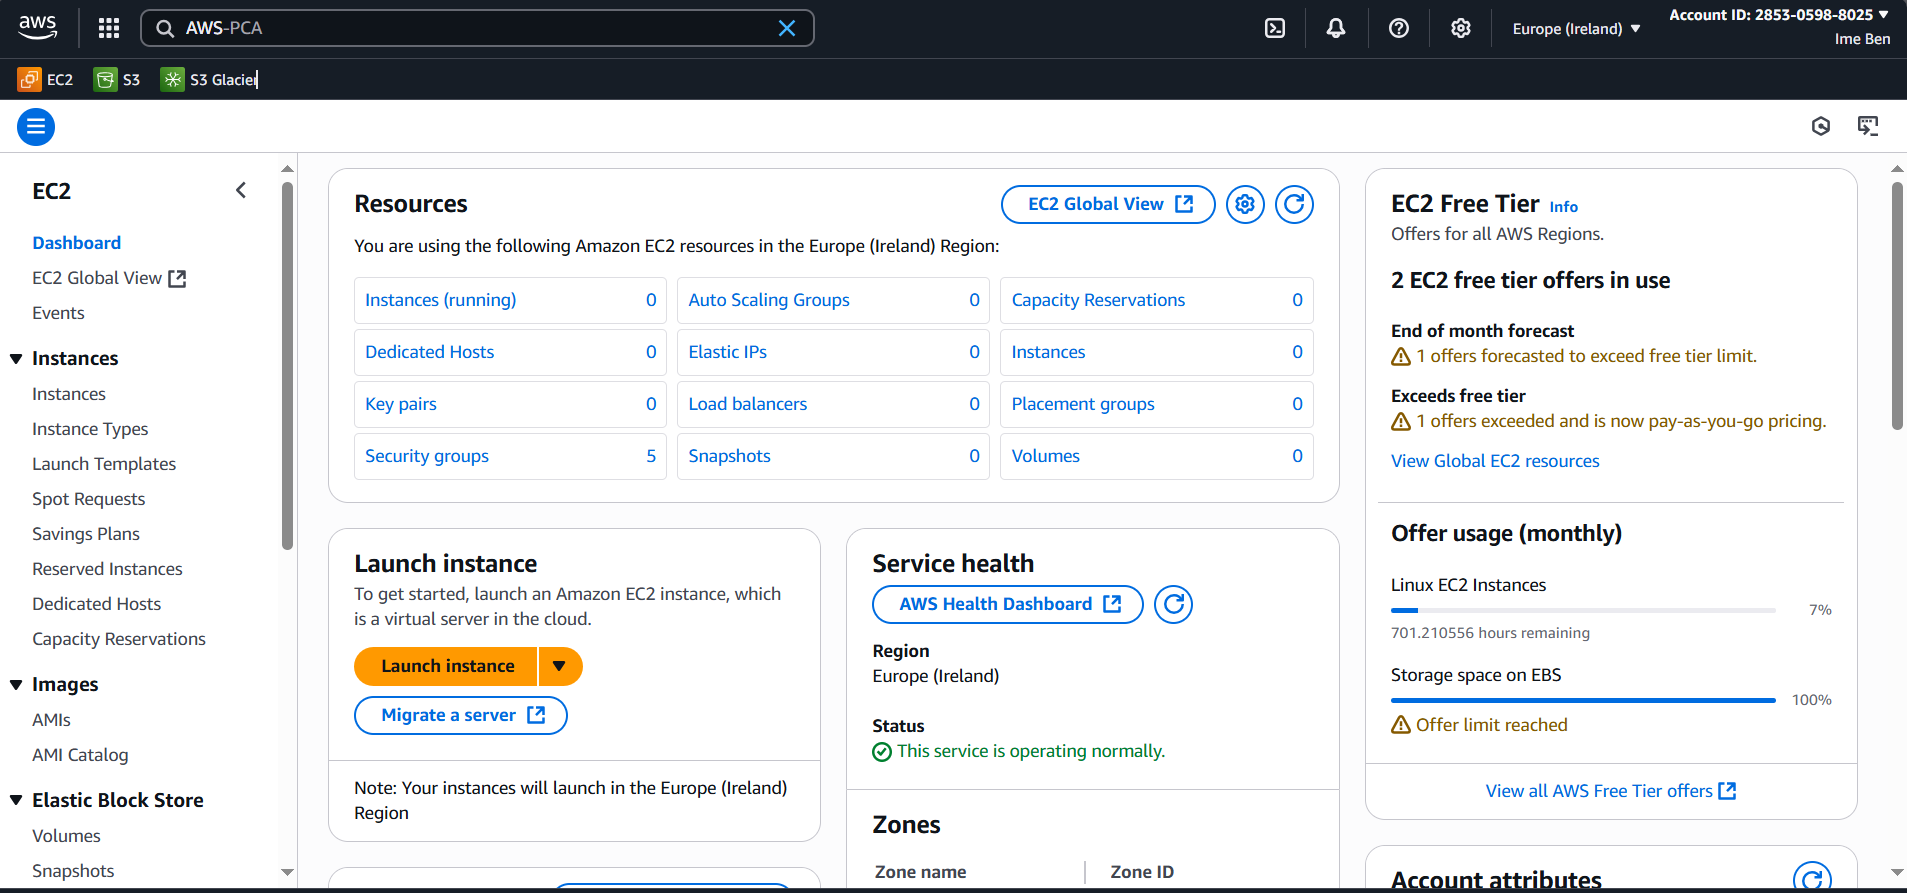 aws
AWS-PCA
Europe (Ireland)
Account ID: 2853-0598-8025
Ime Ben
EC2
S3
S3 Glacier
EC2
Dashboard
EC2 Global View
Events
Instances
Instances
Instance Types
Launch Templates
Spot Requests
Savings Plans
Reserved Instances
Dedicated Hosts
Capacity Reservations
Images
AMIs
AMI Catalog
Elastic Block Store
Volumes
Snapshots
Resources
EC2 Global View
You are using the following Amazon EC2 resources in the Europe (Ireland) Region:
Instances (running) 0
Auto Scaling Groups 0
Capacity Reservations 0
Dedicated Hosts 0
Elastic IPs 0
Instances 0
Key pairs 0
Load balancers 0
Placement groups 0
Security groups 5
Snapshots 0
Volumes 0
Launch instance
To get started, launch an Amazon EC2 instance, which
is a virtual server in the cloud.
Launch instance
Migrate a server
Note: Your instances will launch in the Europe (Ireland)
Region
Service health
AWS Health Dashboard
Region
Europe (Ireland)
Status
This service is operating normally.
Zones
Zone name
Zone ID
EC2 Free Tier Info
Offers for all AWS Regions.
2 EC2 free tier offers in use
End of month forecast
1 offers forecasted to exceed free tier limit.
Exceeds free tier
1 offers exceeded and is now pay-as-you-go pricing.
View Global EC2 resources
Offer usage (monthly)
Linux EC2 Instances
7%
701.210556 hours remaining
Storage space on EBS
100%
Offer limit reached
View all AWS Free Tier offers
Account attributes